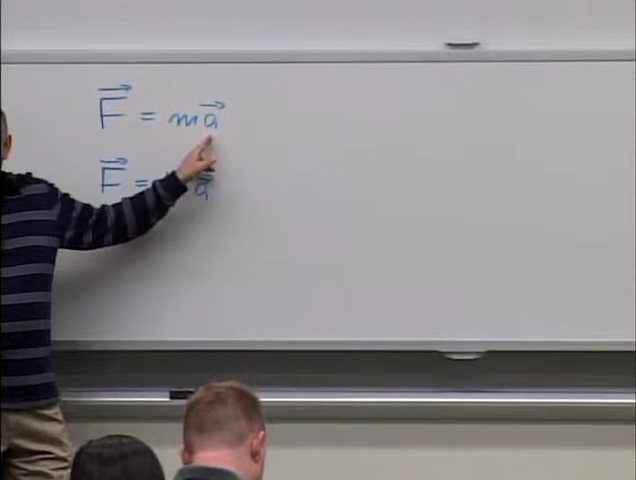 F⃗ = ma⃗
F⃗ = a⃗